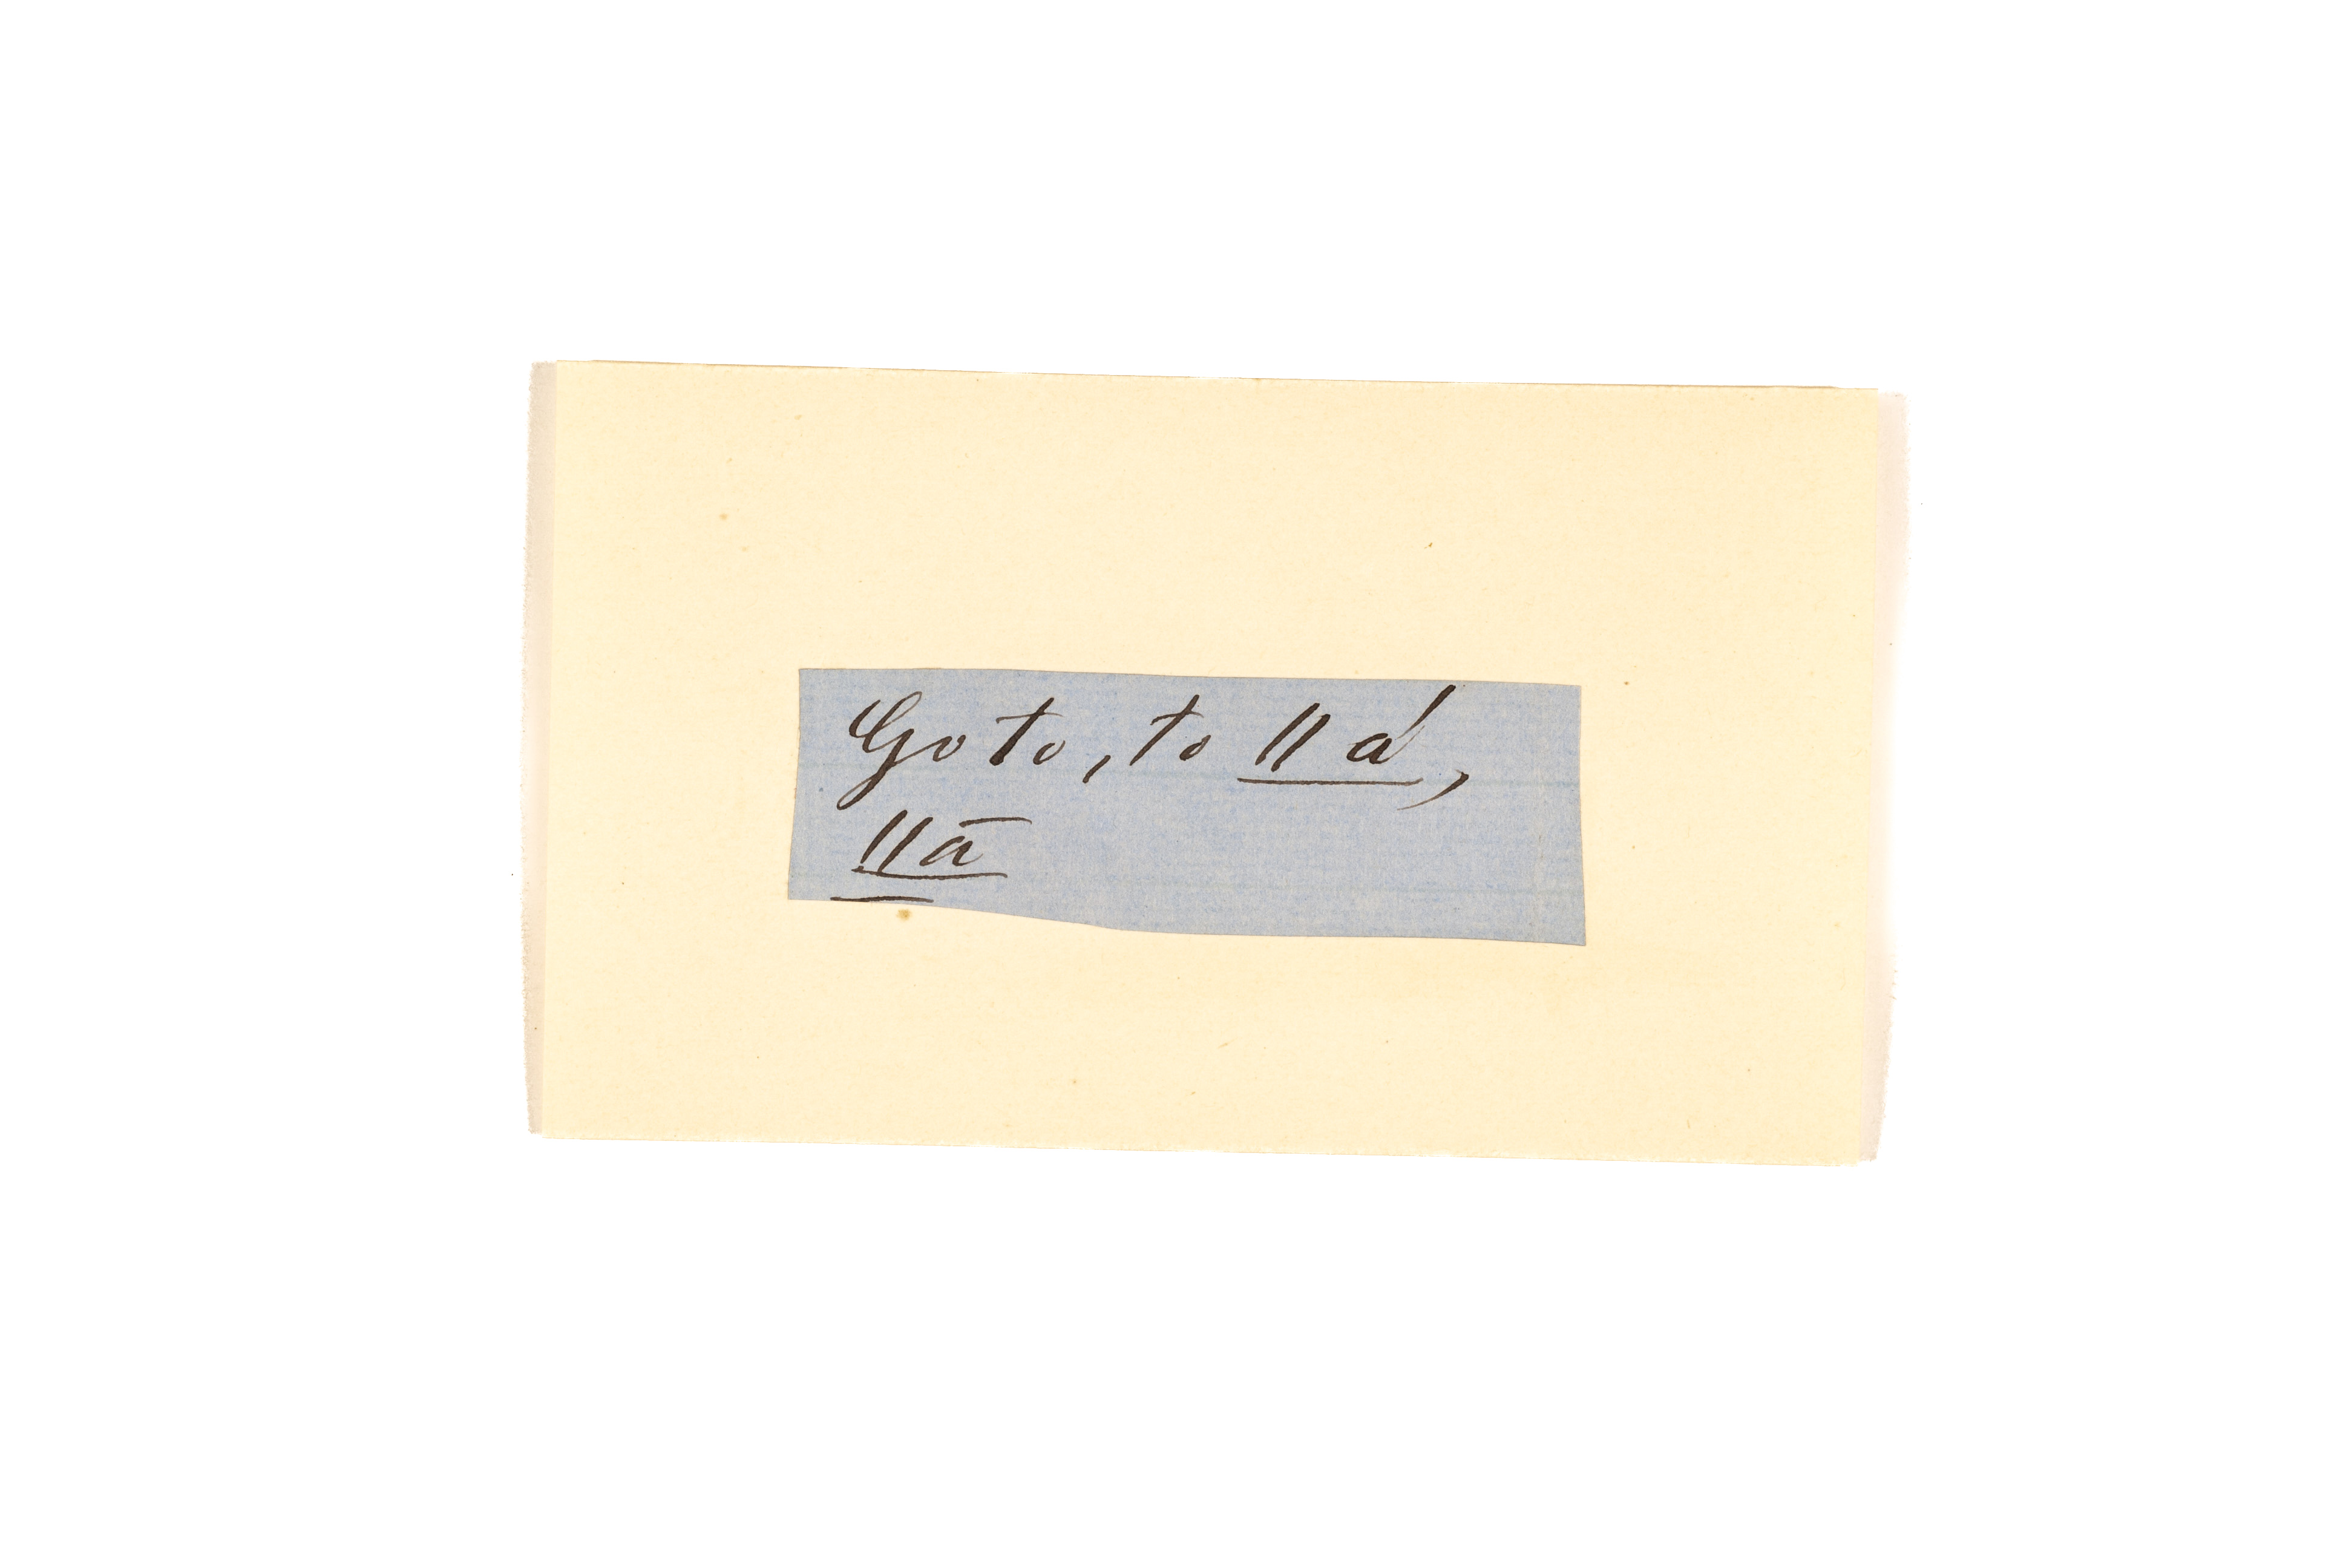 Go to, to 11 á,
11 ā